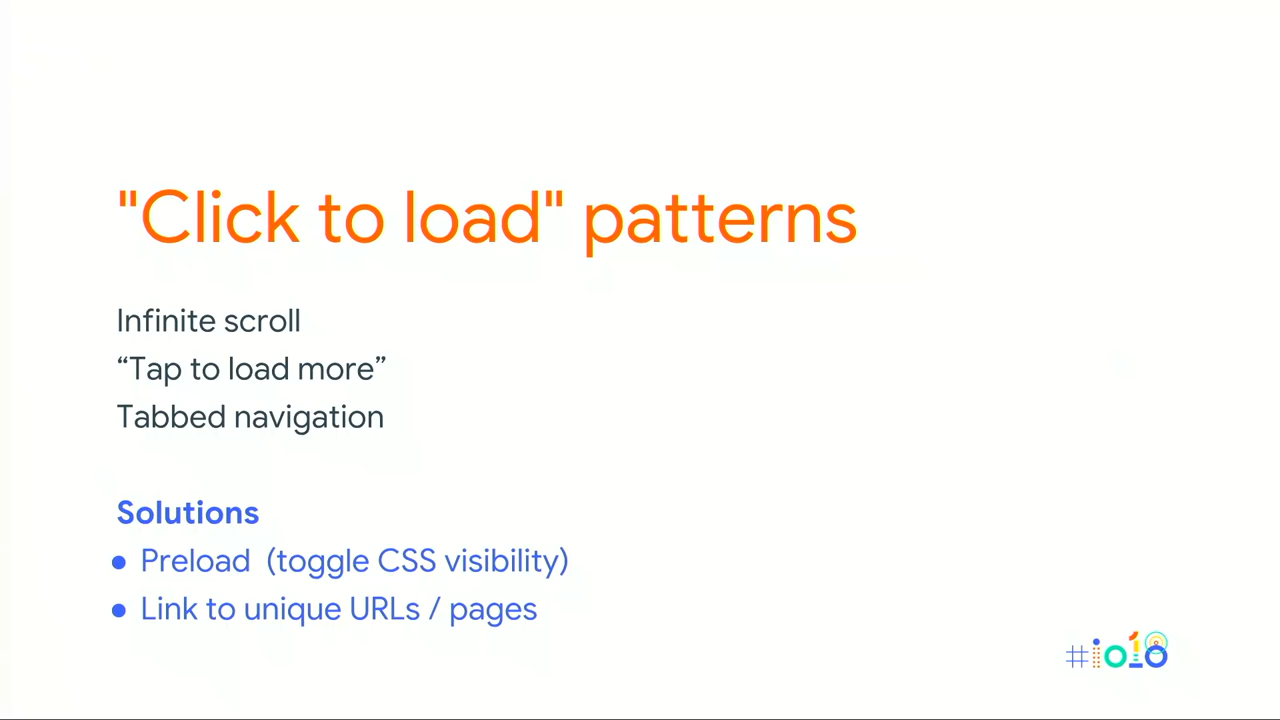 "Click to load" patterns
Infinite scroll
“Tap to load more”
Tabbed navigation
Solutions
● Preload (toggle CSS visibility)
● Link to unique URLs / pages
#io18